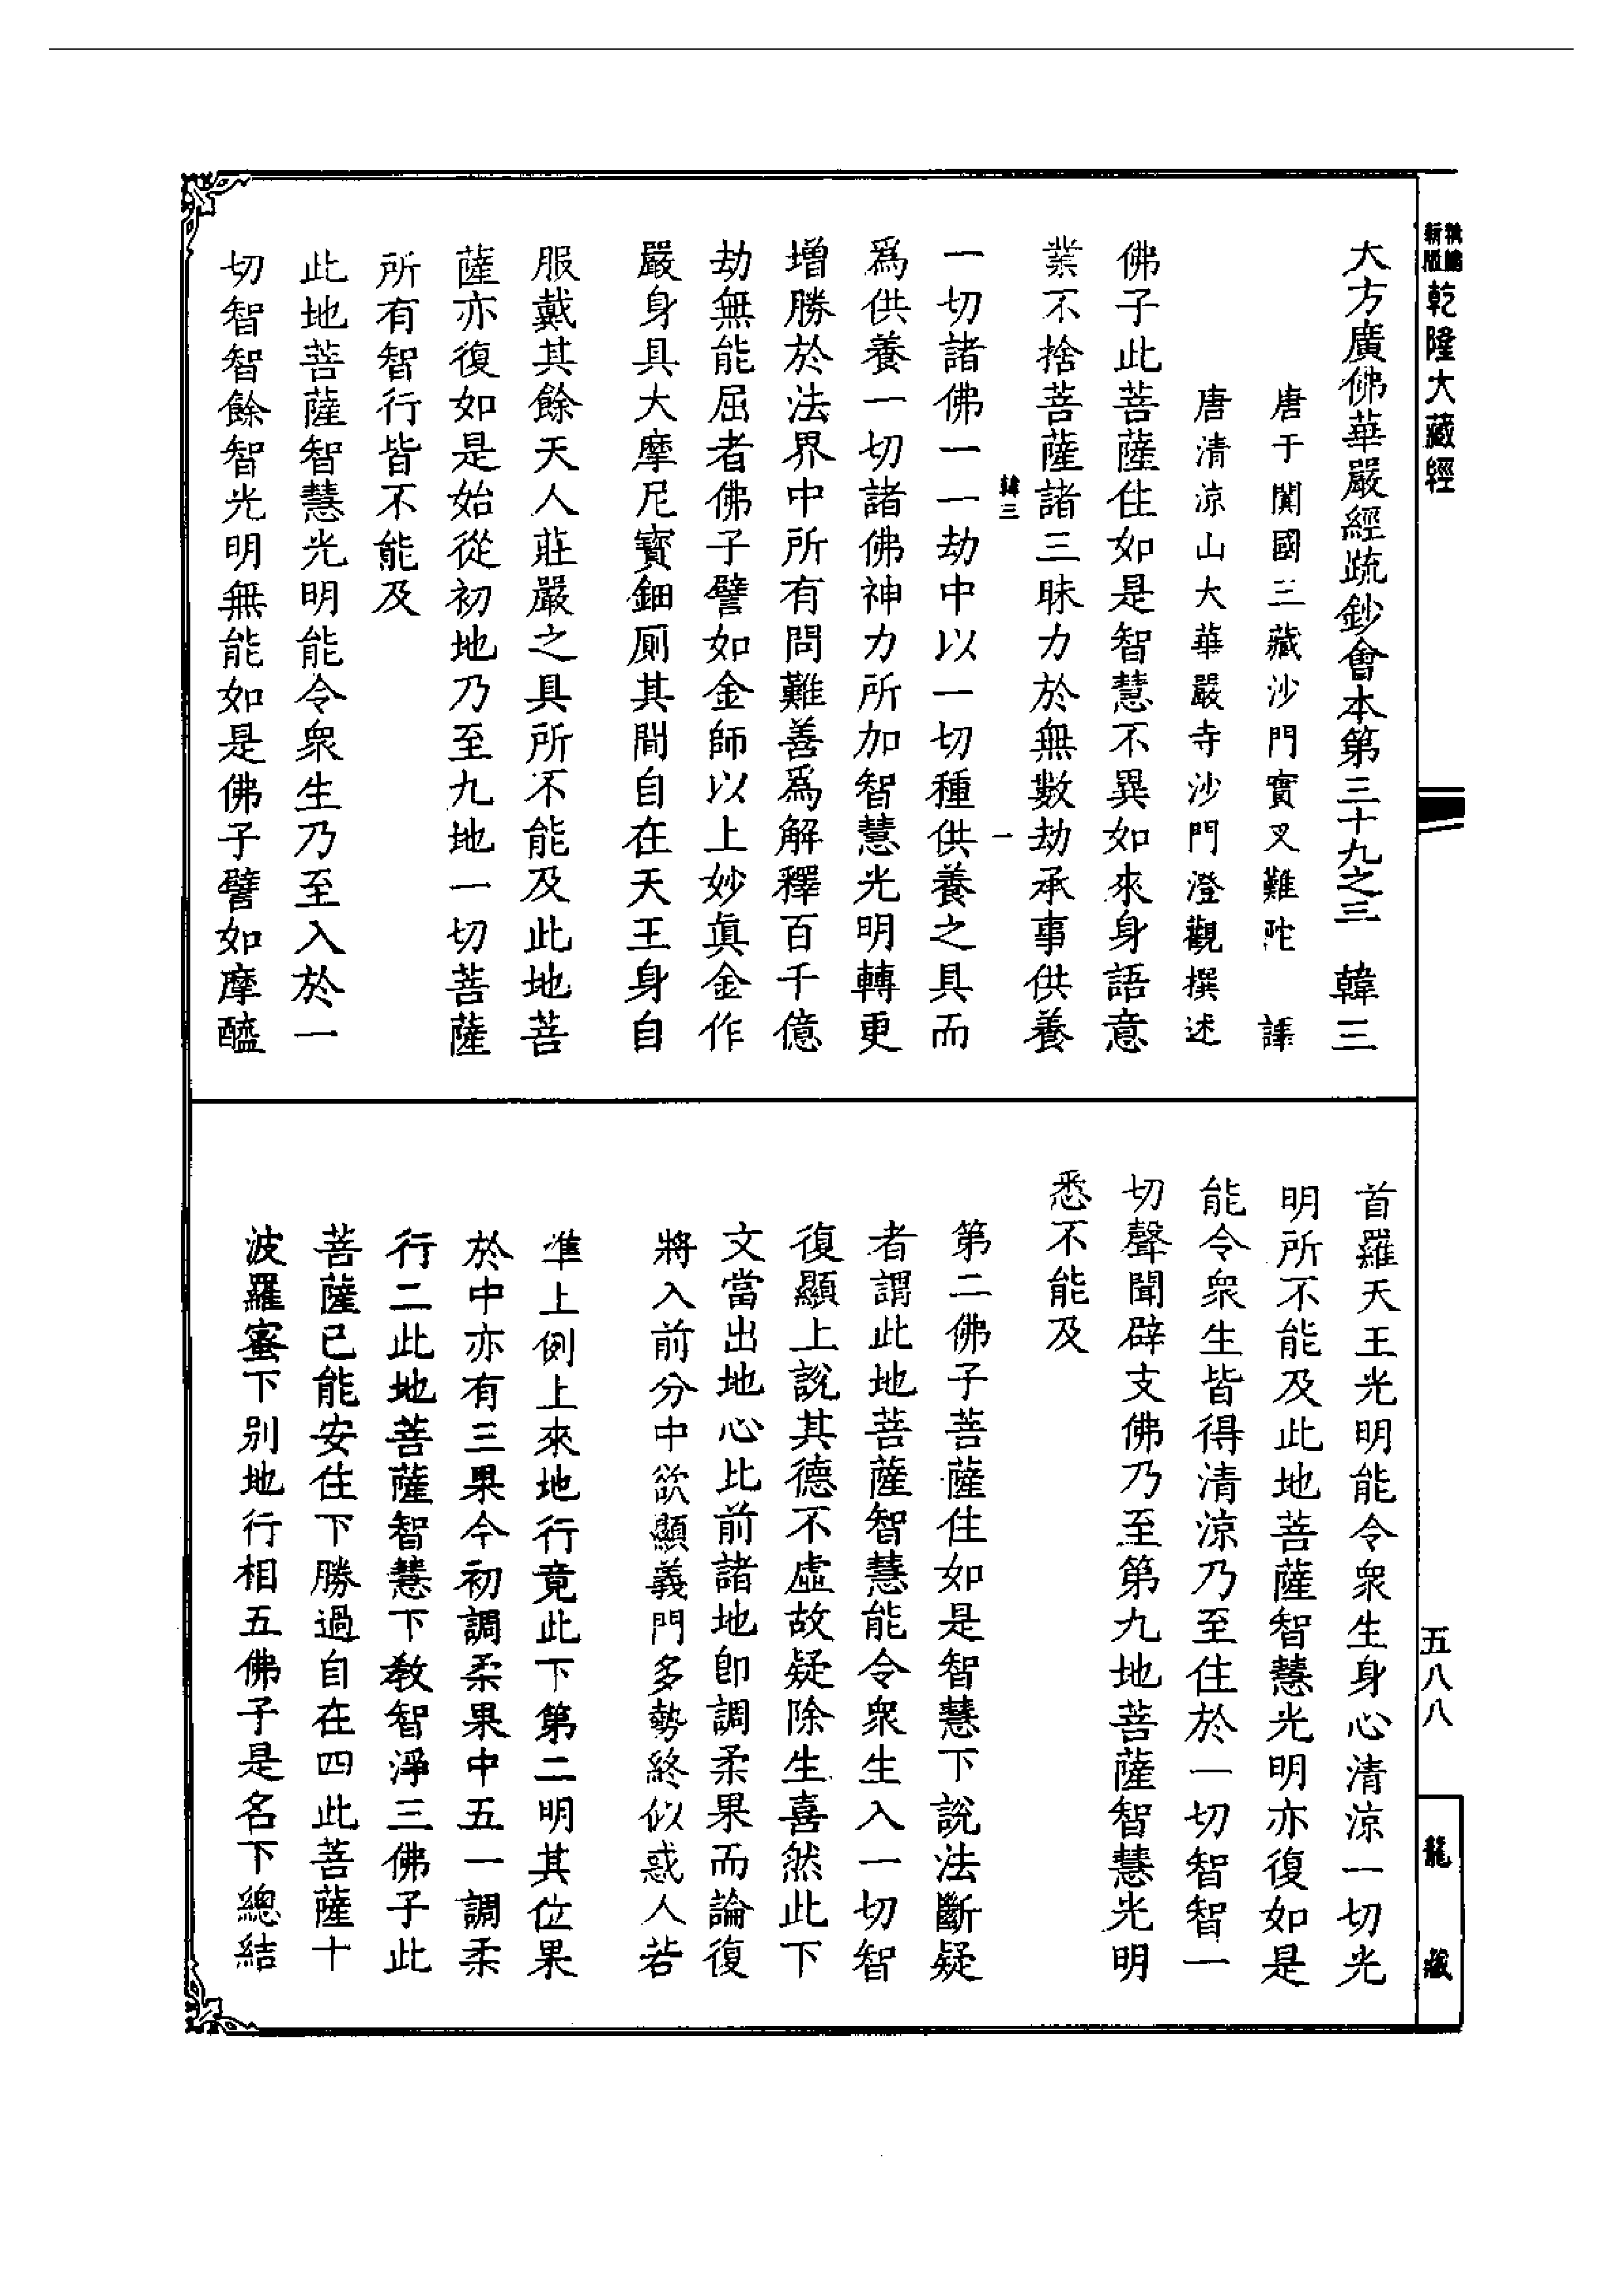 新版
乾隆大藏經
大方廣佛華嚴經疏鈔會本第三十九之三　韓三
唐于闐國三藏沙門實叉難陀　譯
唐清涼山大華嚴寺沙門澄觀撰述
佛子此菩薩住如是智慧不異如來身語意
業不捨菩薩諸三昧力於無數劫承事供養
韓三　一
一切諸佛一一劫中以一切種供養之具而
爲供養一切諸佛神力所加智慧光明轉更
增勝於法界中所有問難善爲解釋百千億
劫無能屈者佛子譬如金師以上妙眞金作
嚴身具大摩尼寶鈿厠其間自在天王身自
服戴其餘天人莊嚴之具所不能及此地菩
薩亦復如是始從初地乃至九地一切菩薩
所有智行皆不能及
此地菩薩智慧光明能令衆生乃至入於一
切智智餘智光明無能如是佛子譬如摩醯
首羅天王光明能令衆生身心清涼一切光
明所不能及此地菩薩智慧光明亦復如是
能令衆生皆得清涼乃至住於一切智智一
切聲聞辟支佛乃至第九地菩薩智慧光明
悉不能及
第二佛子菩薩住如是智慧下說法斷疑
者謂此地菩薩智慧能令衆生入一切智
復顯上說其德不虛故疑除生喜然此下
文當出地心比前諸地卽調柔果而論復
將入前分中欲顯義門多勢終似惑人若
準上例上來地行竟此下第二明其位果
於中亦有三果今初調柔果中五一調柔
行二此地菩薩智慧下教智淨三佛子此
菩薩已能安住下勝過自在四此菩薩十
波羅蜜下别地行相五佛子是名下總結
五八八
龍藏